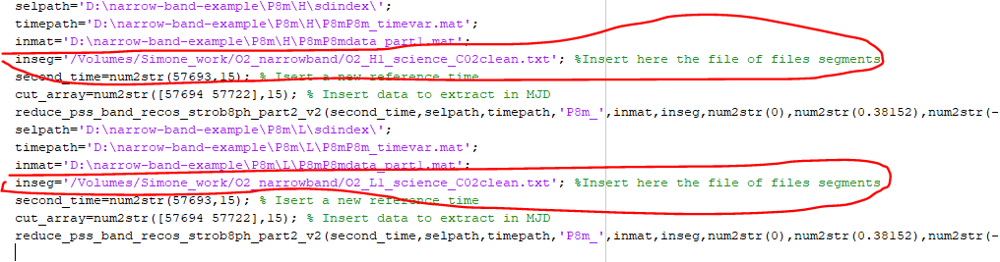 selpath='D:\narrow-band-example\P8m\H\sdindex\';
timepath='D:\narrow-band-example\P8m\H\P8mP8m_timevar.mat';
inmat='D:\narrow-band-example\P8m\H\P8mP8mdata_part1.mat';
inseg='/Volumes/Simone_work/O2_narrowband/O2_H1_science_C02clean.txt'; %Insert here the file of files segments
second_time=num2str(57693,15); % Isert a new reference time
cut_array=num2str([57694 57722],15); % Insert data to extract in MJD
reduce_pss_band_recos_strob8ph_part2_v2(second_time,selpath,timepath,'P8m_',inmat,inseg,num2str(0),num2str(0.38152),num2str(-
selpath='D:\narrow-band-example\P8m\L\sdindex\';
timepath='D:\narrow-band-example\P8m\L\P8mP8m_timevar.mat';
inmat='D:\narrow-band-example\P8m\L\P8mP8mdata_part1.mat';
inseg='/Volumes/Simone_work/O2_narrowband/O2_L1_science_C02clean.txt'; %Insert here the file of files segments
second_time=num2str(57693,15); % Isert a new reference time
cut_array=num2str([57694 57722],15); % Insert data to extract in MJD
reduce_pss_band_recos_strob8ph_part2_v2(second_time,selpath,timepath,'P8m_',inmat,inseg,num2str(0),num2str(0.38152),num2str(-